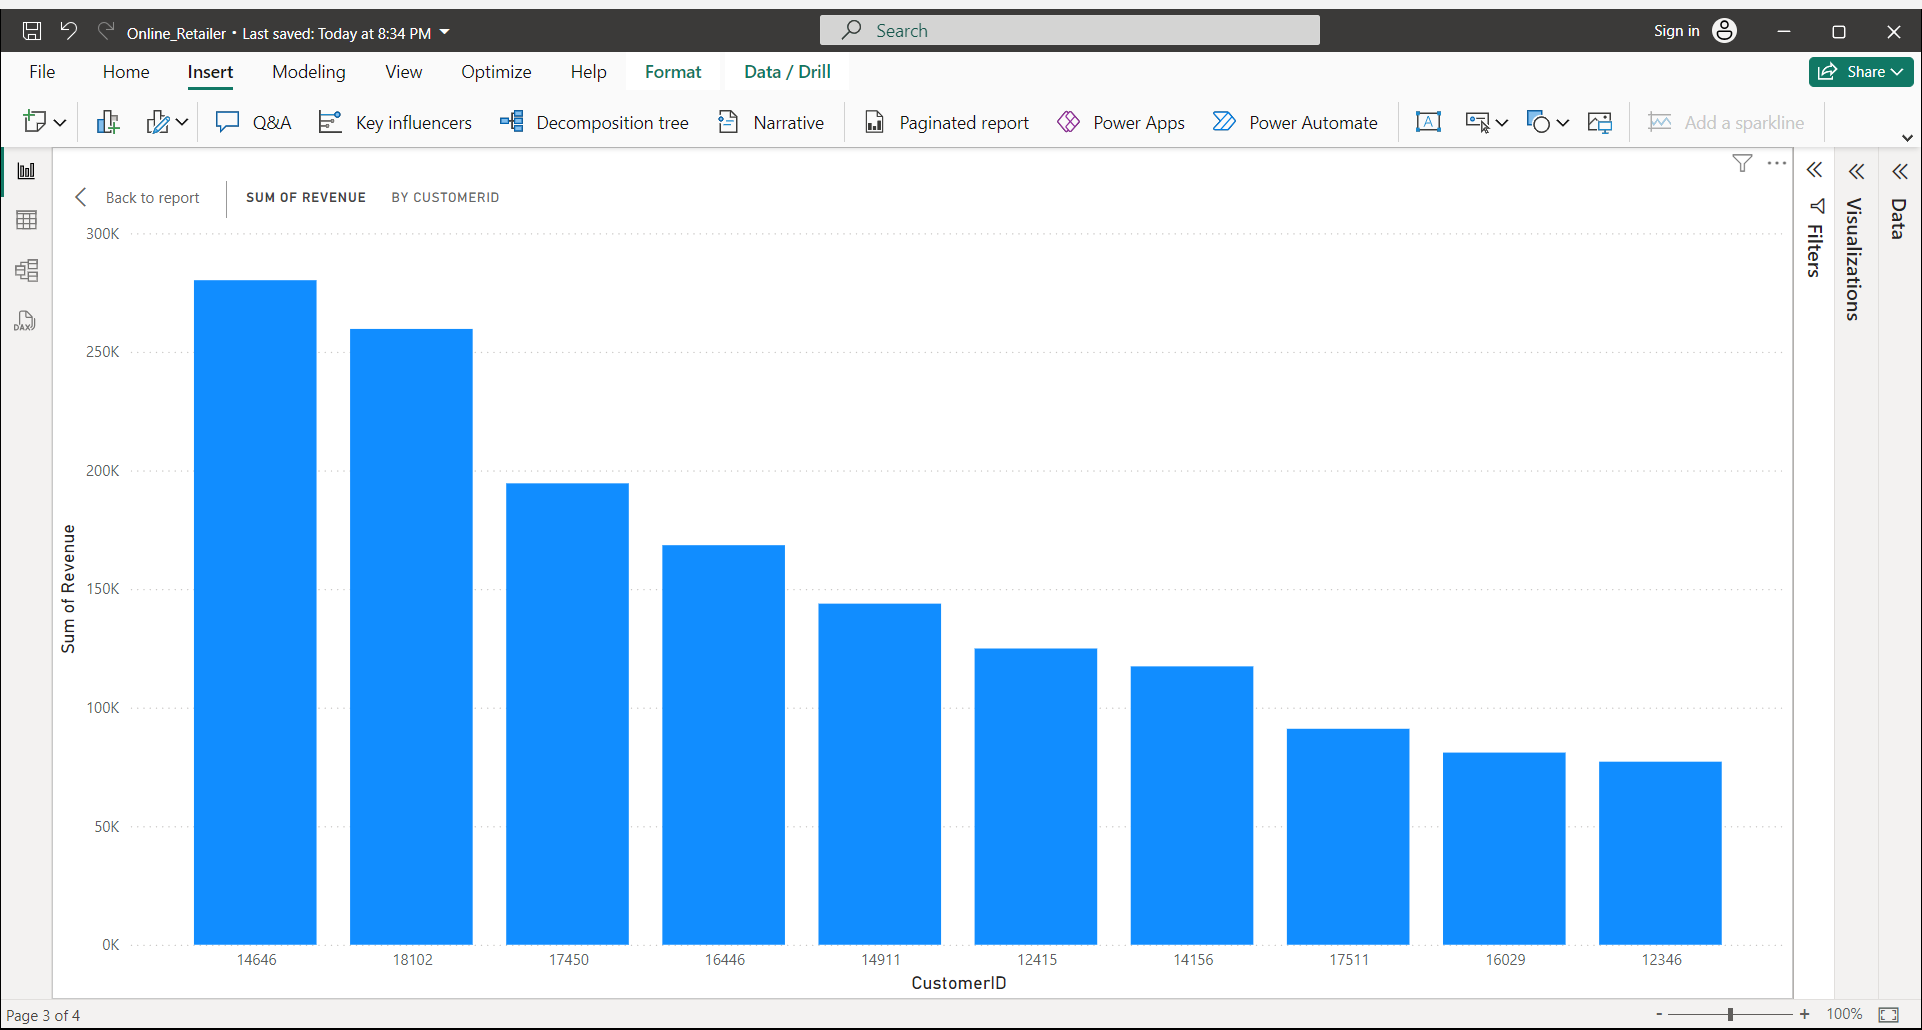 Online_Retailer • Last saved: Today at 8:34 PM
Search
Sign in
File Home Insert Modeling View Optimize Help Format Data / Drill
Share
Q&A Key influencers Decomposition tree Narrative Paginated report Power Apps Power Automate A Add a sparkline
DAX
Back to report SUM OF REVENUE BY CUSTOMERID
Filters
Visualizations
Data
Sum of Revenue
300K
250K
200K
150K
100K
50K
0K
14646 18102 17450 16446 14911 12415 14156 17511 16029 12346
CustomerID
Page 3 of 4
- + 100%